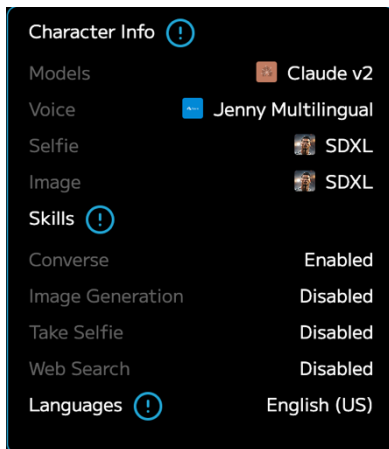 Character Info !
Models Claude v2
Voice Jenny Multilingual
Selfie SDXL
Image SDXL
Skills !
Converse Enabled
Image Generation Disabled
Take Selfie Disabled
Web Search Disabled
Languages ! English (US)